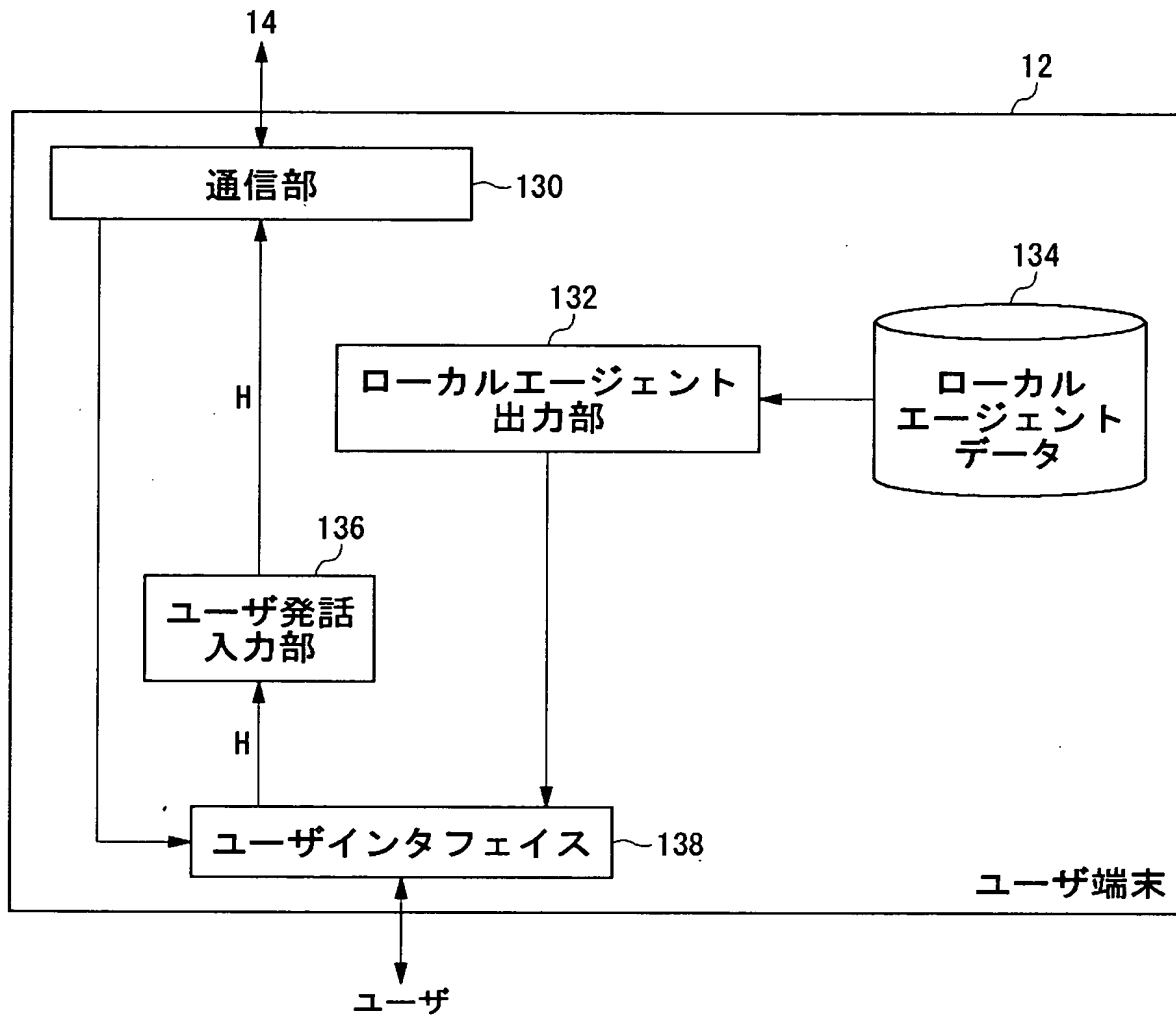 14
12
通信部
130
134
132
ローカルエージェント
出力部
ローカル
エージェント
データ
H
136
ユーザ発話
入力部
H
ユーザインタフェイス
138
ユーザ端末
ユーザ